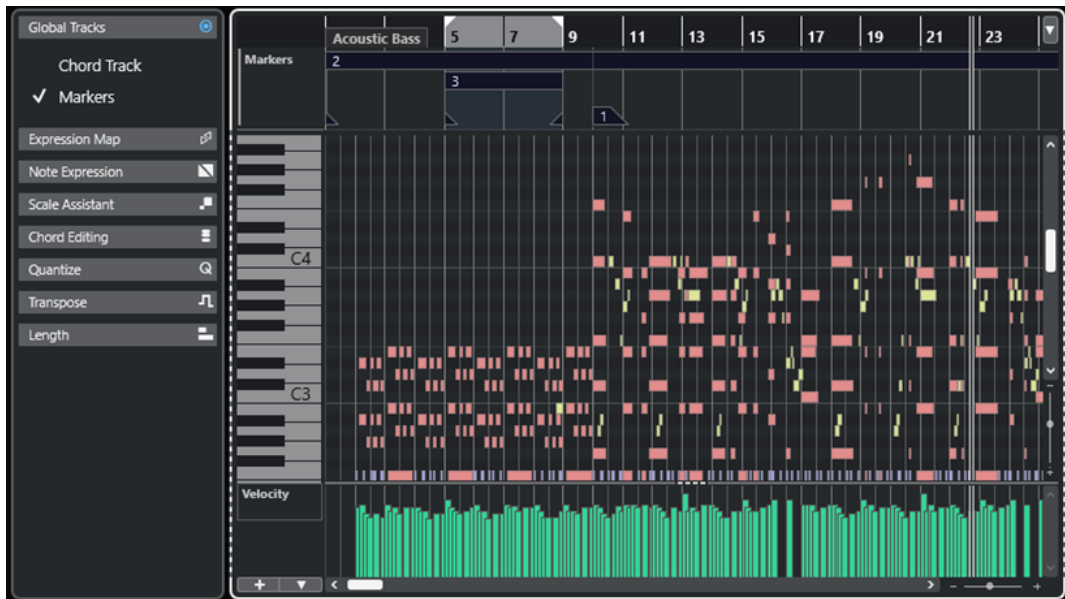 Global Tracks
Chord Track
Markers
Expression Map
Note Expression
Scale Assistant
Chord Editing
Quantize
Q
Transpose
Length
Acoustic Bass
5 7 9 11 13 15 17 19 21 23
Markers
2
3
1
C4
C3
Velocity